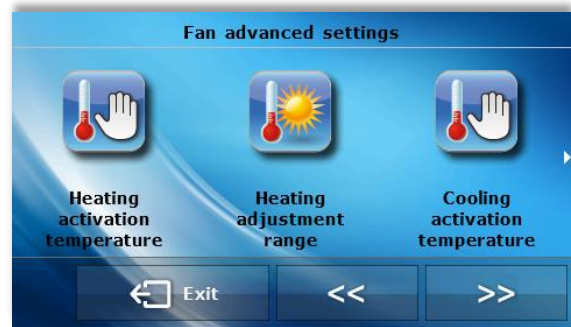 Fan advanced settings
Heating
activation
temperature
Heating
adjustment
range
Cooling
activation
temperature
Exit
<<
>>